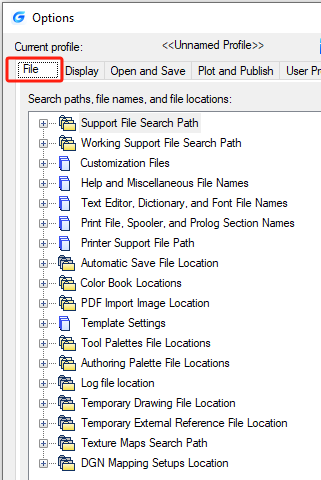 Options
Current profile: <<Unnamed Profile>>
File Display Open and Save Plot and Publish User Pr
Search paths, file names, and file locations:
Support File Search Path
Working Support File Search Path
Customization Files
Help and Miscellaneous File Names
Text Editor, Dictionary, and Font File Names
Print File, Spooler, and Prolog Section Names
Printer Support File Path
Automatic Save File Location
Color Book Locations
PDF Import Image Location
Template Settings
Tool Palettes File Locations
Authoring Palette File Locations
Log file location
Temporary Drawing File Location
Temporary External Reference File Location
Texture Maps Search Path
DGN Mapping Setups Location